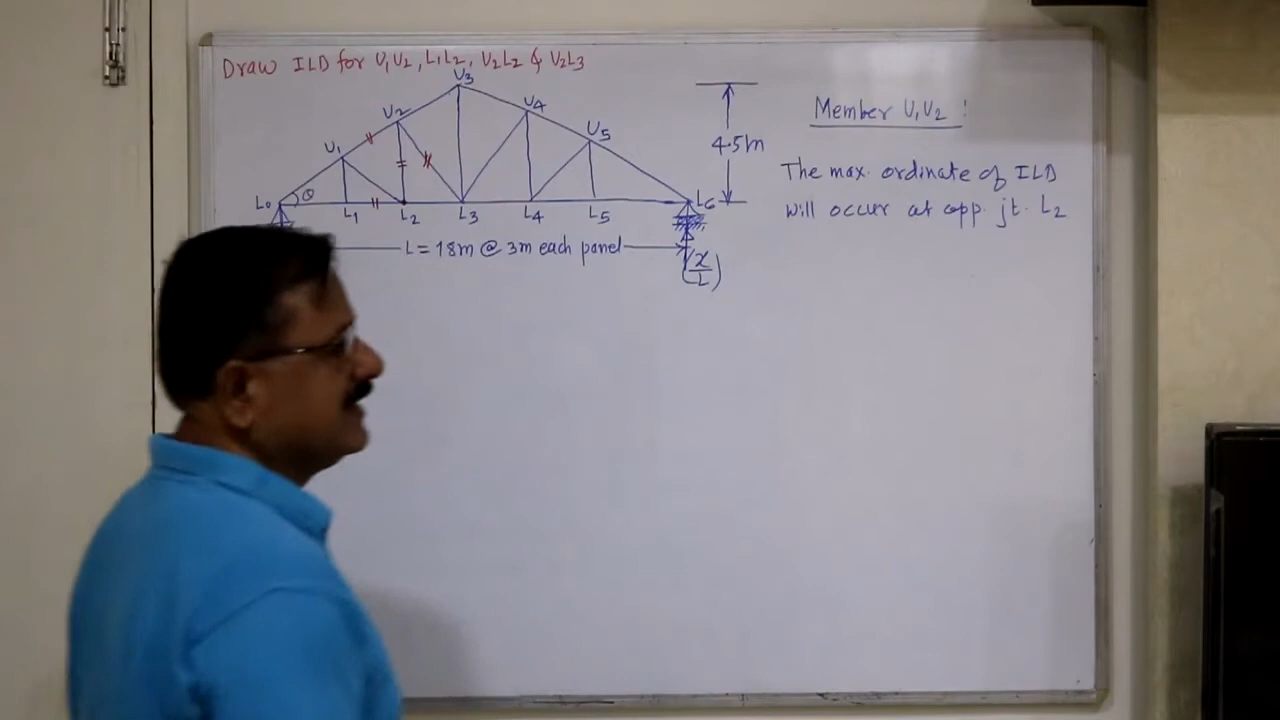 Draw ILD for U1U2, L1L2, U2L2 & U2L3
U3
U2
U4
U1
U5
L0
θ
L1
L2
L3
L4
L5
L6
4.5m
L = 18m @ 3m each panel
(x/L)
Member U1U2 :
The max. ordinate of ILD
will occur at opp. jt. L2